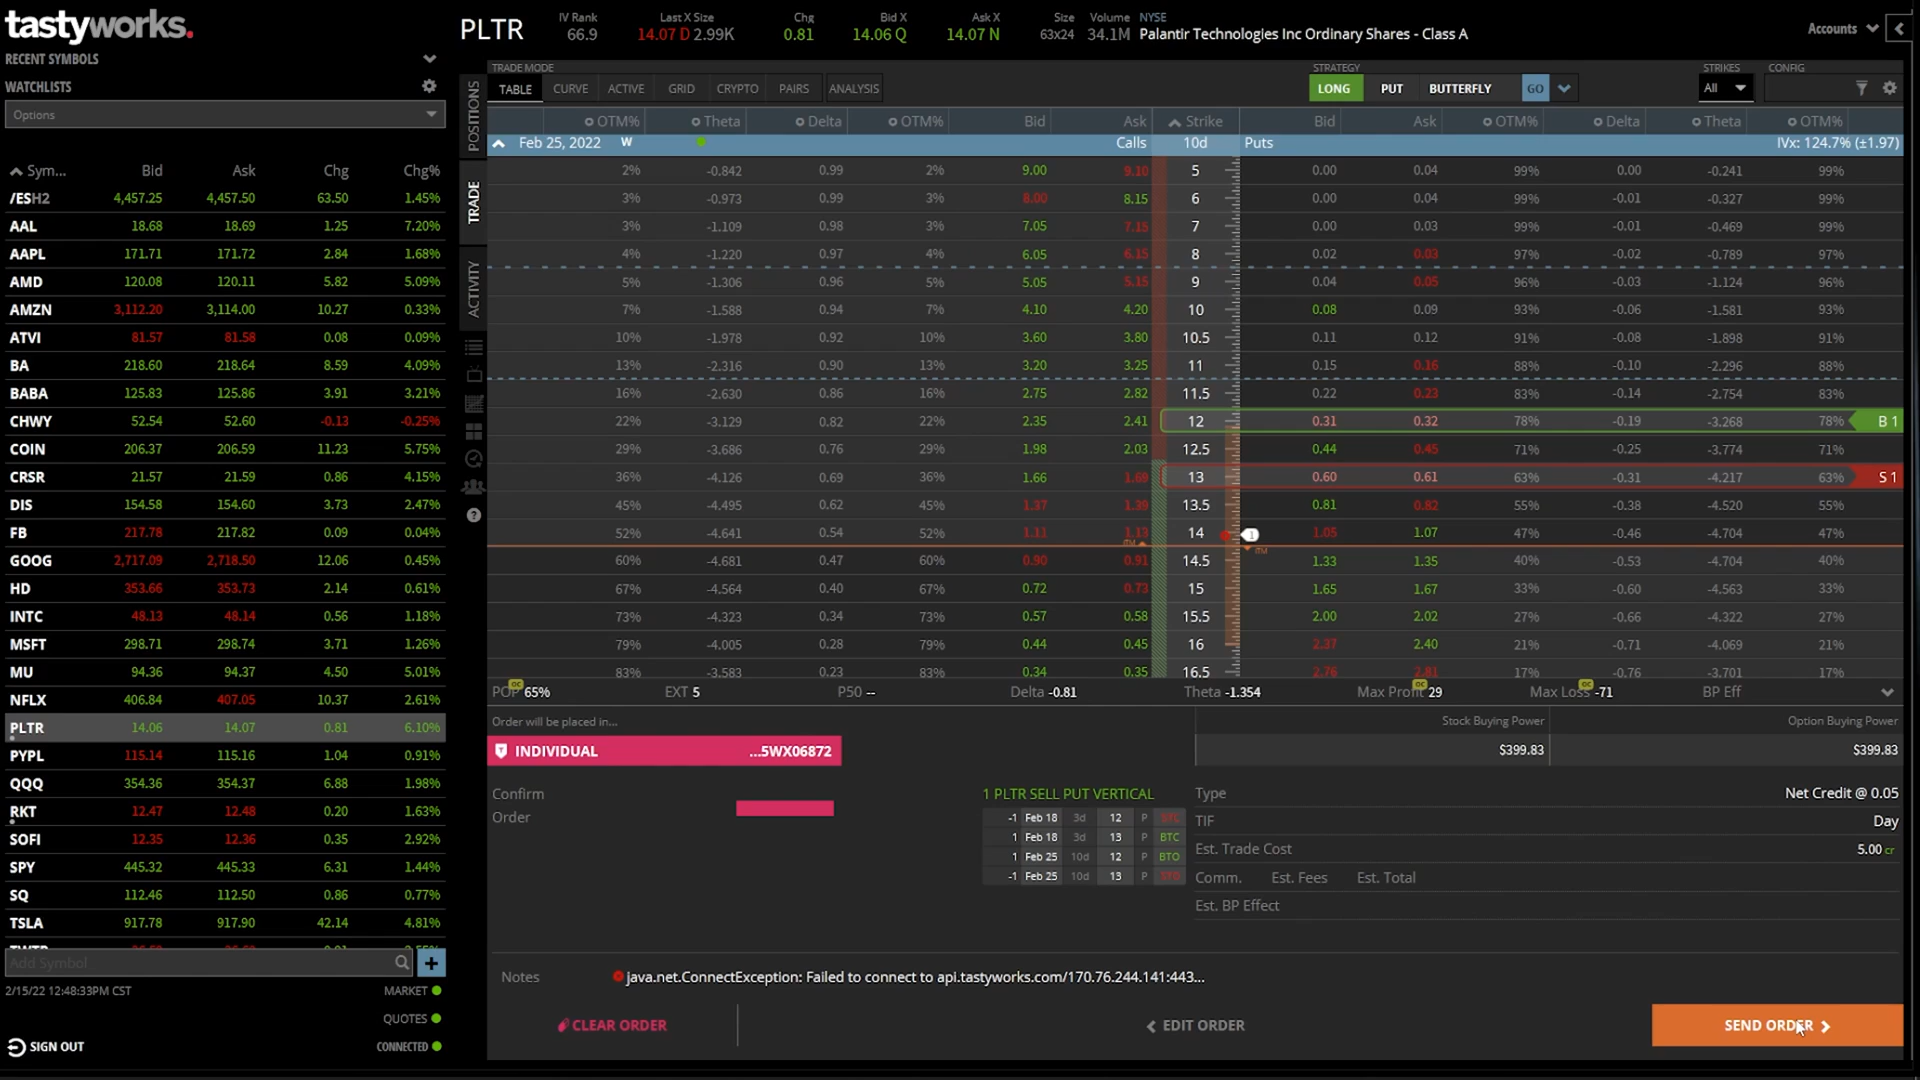 tastyworks.
RECENT SYMBOLS
WATCHLISTS
Options
Sym... Bid Ask Chg Chg%
/ESH2 4,457.25 4,457.50 63.50 1.45%
AAL 18.68 18.69 1.25 7.20%
AAPL 171.71 171.72 2.84 1.68%
AMD 120.08 120.11 5.82 5.09%
AMZN 3,112.20 3,114.00 10.27 0.33%
ATVI 81.57 81.58 0.08 0.09%
BA 218.60 218.64 8.59 4.09%
BABA 125.83 125.86 3.91 3.21%
CHWY 52.54 52.60 -0.13 -0.25%
COIN 206.37 206.59 11.23 5.75%
CRSR 21.57 21.59 0.86 4.15%
DIS 154.58 154.60 3.73 2.47%
FB 217.78 217.82 0.09 0.04%
GOOG 2,717.09 2,718.50 12.06 0.45%
HD 353.66 353.73 2.14 0.61%
INTC 48.13 48.14 0.56 1.18%
MSFT 298.71 298.74 3.71 1.26%
MU 94.36 94.37 4.50 5.01%
NFLX 406.84 407.05 10.37 2.61%
PLTR 14.06 14.07 0.81 6.10%
PYPL 115.14 115.16 1.04 0.91%
QQQ 354.36 354.37 6.88 1.98%
RKT 12.47 12.48 0.20 1.63%
SOFI 12.35 12.36 0.35 2.92%
SPY 445.32 445.33 6.31 1.44%
SQ 112.46 112.50 0.86 0.77%
TSLA 917.78 917.90 42.14 4.81%
Add Symbol
2/15/22 12:48:33PM CST MARKET
QUOTES
SIGN OUT CONNECTED
PLTR
IV Rank Last X Size Chg Bid X Ask X Size Volume NYSE
66.9 14.07 D 2.99K 0.81 14.06 Q 14.07 N 63x24 34.1M Palantir Technologies Inc Ordinary Shares - Class A
Accounts
POSITIONS
TRADE
ACTIVITY
TRADE MODE STRATEGY STRIKES CONFIG
TABLE CURVE ACTIVE GRID CRYPTO PAIRS ANALYSIS LONG PUT BUTTERFLY GO All
OTM% Theta Delta OTM% Bid Ask Strike Bid Ask OTM% Delta Theta OTM%
Feb 25, 2022 W Calls 10d Puts IVx: 124.7% (±1.97)
2% -0.842 0.99 2% 9.00 9.10 5 0.00 0.04 99% 0.00 -0.241 99%
3% -0.973 0.99 3% 8.00 8.15 6 0.00 0.04 99% -0.01 -0.327 99%
3% -1.109 0.98 3% 7.05 7.15 7 0.00 0.03 99% -0.01 -0.469 99%
4% -1.220 0.97 4% 6.05 6.15 8 0.02 0.03 97% -0.02 -0.789 97%
5% -1.306 0.96 5% 5.05 5.15 9 0.04 0.05 96% -0.03 -1.124 96%
7% -1.588 0.94 7% 4.10 4.20 10 0.08 0.09 93% -0.06 -1.581 93%
10% -1.978 0.92 10% 3.60 3.80 10.5 0.11 0.12 91% -0.08 -1.898 91%
13% -2.316 0.90 13% 3.20 3.25 11 0.15 0.16 88% -0.10 -2.296 88%
16% -2.630 0.86 16% 2.75 2.82 11.5 0.22 0.23 83% -0.14 -2.754 83%
22% -3.129 0.82 22% 2.35 2.41 12 0.31 0.32 78% -0.19 -3.268 78% B 1
29% -3.686 0.76 29% 1.98 2.03 12.5 0.44 0.45 71% -0.25 -3.774 71%
36% -4.126 0.69 36% 1.66 1.69 13 0.60 0.61 63% -0.31 -4.217 63% S 1
45% -4.495 0.62 45% 1.37 1.39 13.5 0.81 0.82 55% -0.38 -4.520 55%
52% -4.641 0.54 52% 1.11 1.13 14 1 1.05 1.07 47% -0.46 -4.704 47%
60% -4.681 0.47 60% 0.90 0.91 14.5 1.33 1.35 40% -0.53 -4.704 40%
67% -4.564 0.40 67% 0.72 0.73 15 1.65 1.67 33% -0.60 -4.563 33%
73% -4.323 0.34 73% 0.57 0.58 15.5 2.00 2.02 27% -0.66 -4.322 27%
79% -4.005 0.28 79% 0.44 0.45 16 2.37 2.40 21% -0.71 -4.069 21%
83% -3.583 0.23 83% 0.34 0.35 16.5 2.76 2.81 17% -0.76 -3.701 17%
POP 65% EXT 5 P50 -- Delta -0.81 Theta -1.354 Max Profit 29 Max Loss -71 BP Eff
Order will be placed in... Stock Buying Power Option Buying Power
INDIVIDUAL ...5WX06872 $399.83 $399.83
Confirm
Order
1 PLTR SELL PUT VERTICAL
-1 Feb 18 3d 12 P STC
1 Feb 18 3d 13 P BTC
1 Feb 25 10d 12 P BTO
-1 Feb 25 10d 13 P STO
Type Net Credit @ 0.05
TIF Day
Est. Trade Cost 5.00 cr
Comm. Est. Fees Est. Total
Est. BP Effect
Notes java.net.ConnectException: Failed to connect to api.tastyworks.com/170.76.244.141:443...
CLEAR ORDER EDIT ORDER SEND ORDER